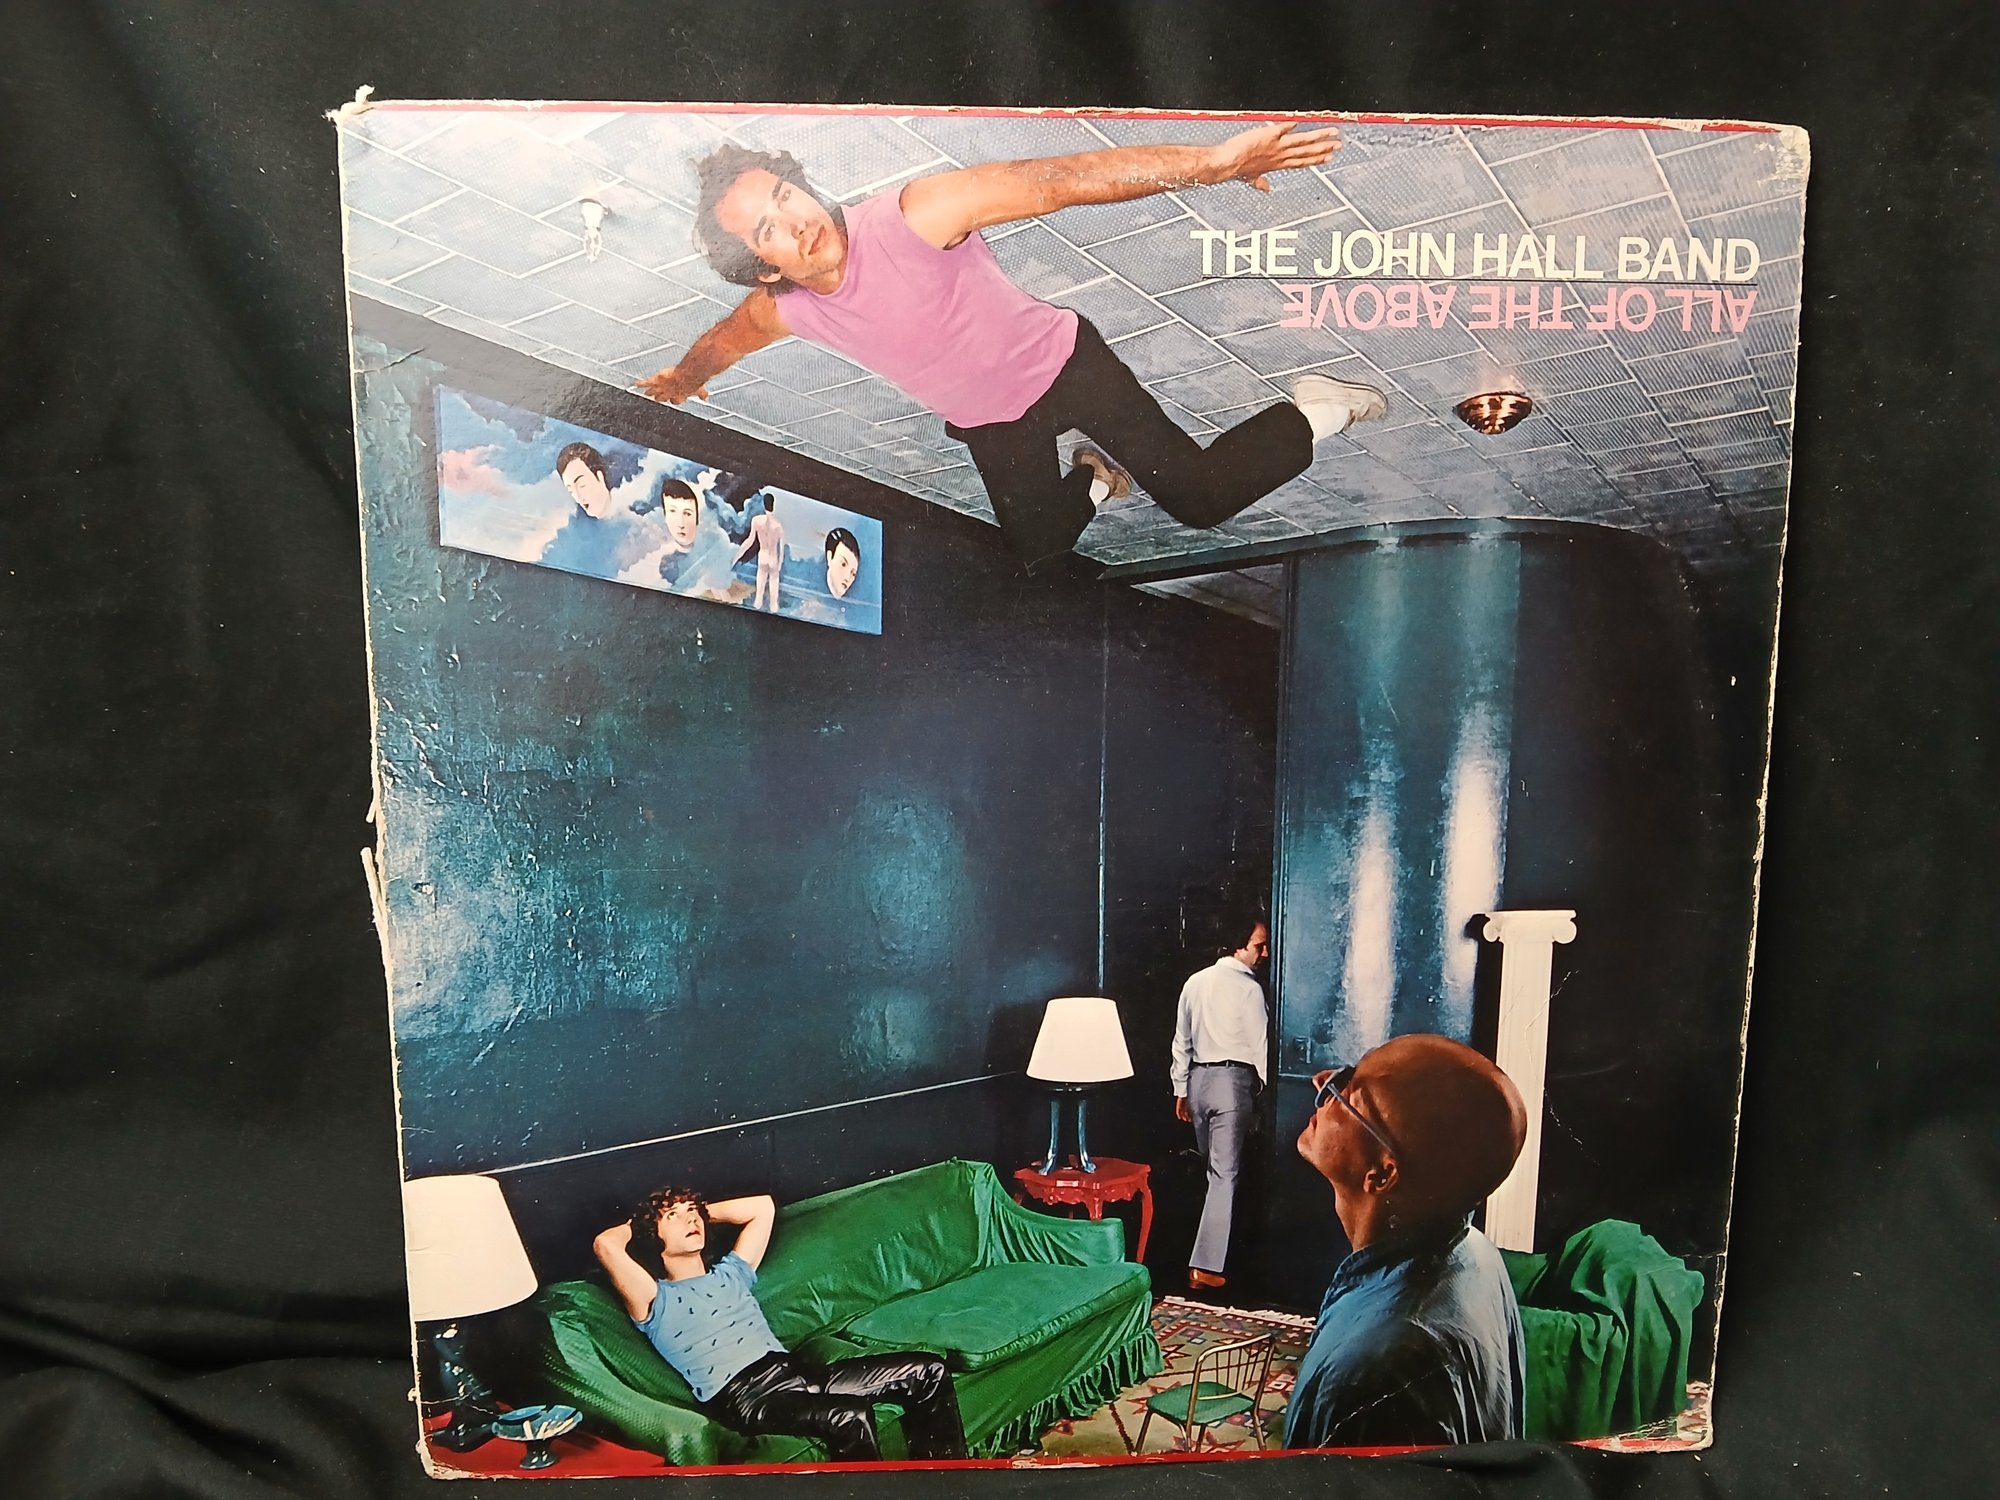 THE JOHN HALL BAND
ALL OF THE ABOVE